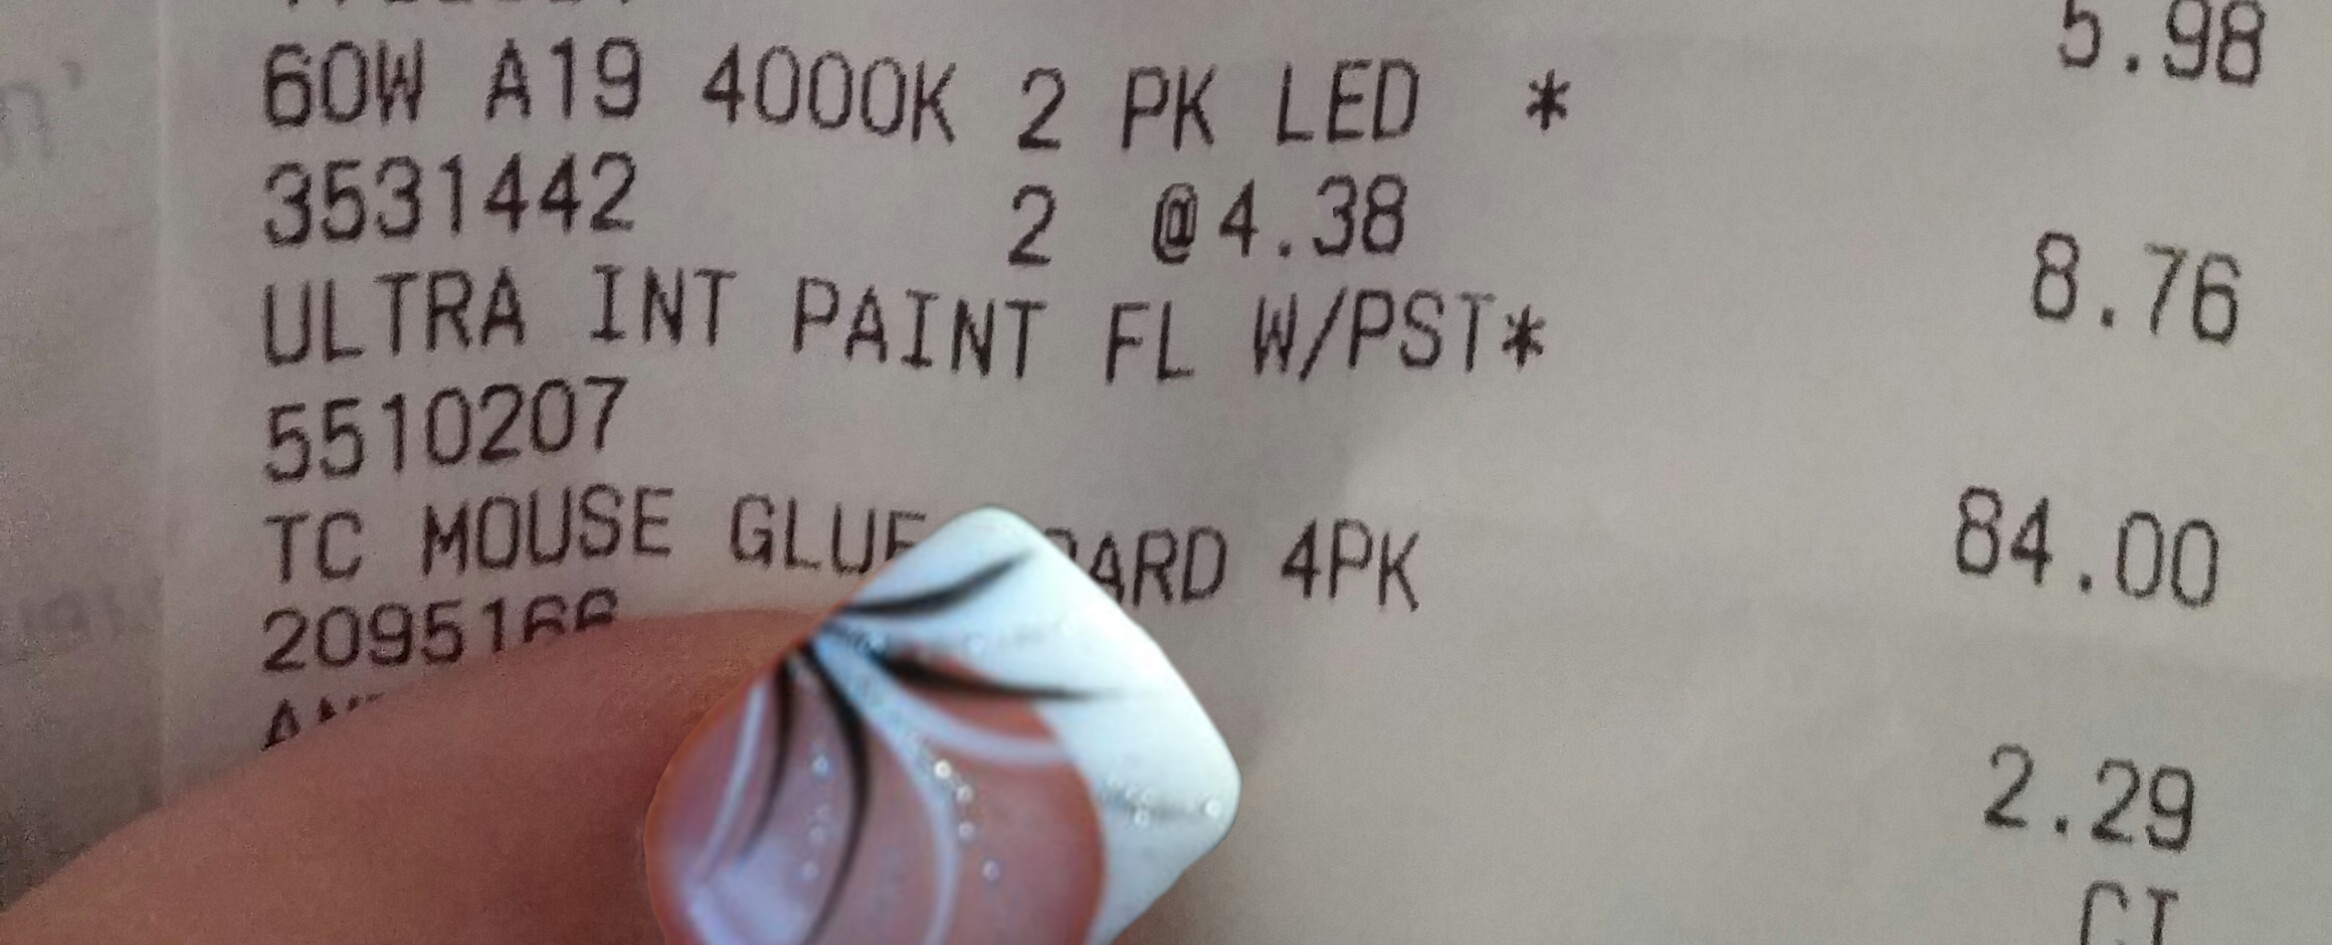 5.98
60W A19 4000K 2 PK LED *
3531442 2 @4.38 8.76
ULTRA INT PAINT FL W/PST*
5510207 84.00
TC MOUSE GLUE 4PK
2.29